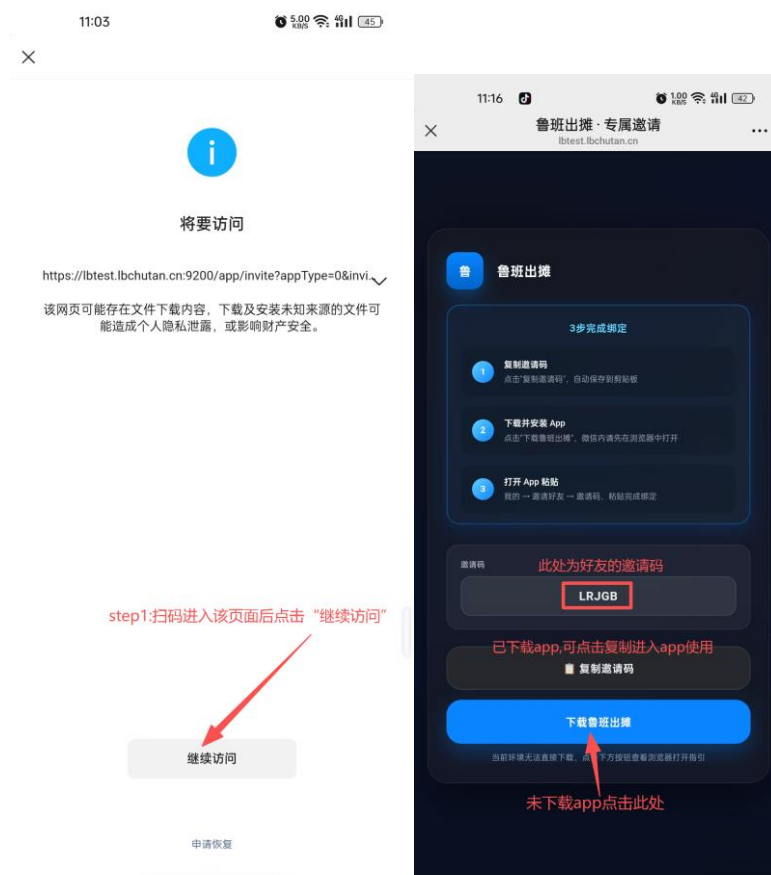 11:03
5.00 KB/S
4G
45
将要访问
https://lbtest.lbchutan.cn:9200/app/invite?appType=0&invi...
该网页可能存在文件下载内容，下载及安装未知来源的文件可
能造成个人隐私泄露，或影响财产安全。
step1:扫码进入该页面后点击“继续访问”
继续访问
申请恢复
11:16
1.00 KB/S
4G
42
鲁班出摊 · 专属邀请
lbtest.lbchutan.cn
鲁
鲁班出摊
3步完成绑定
1
复制邀请码
点击"复制邀请码"，自动保存到剪贴板
2
下载并安装 App
点击"下载鲁班出摊"，微信内请先在浏览器中打开
3
打开 App 粘贴
我的 → 邀请好友 → 邀请码，粘贴完成绑定
邀请码
此处为好友的邀请码
LRJGB
已下载app,可点击复制进入app使用
复制邀请码
下载鲁班出摊
当前环境无法直接下载，点击下方按钮查看浏览器打开指引
未下载app点击此处